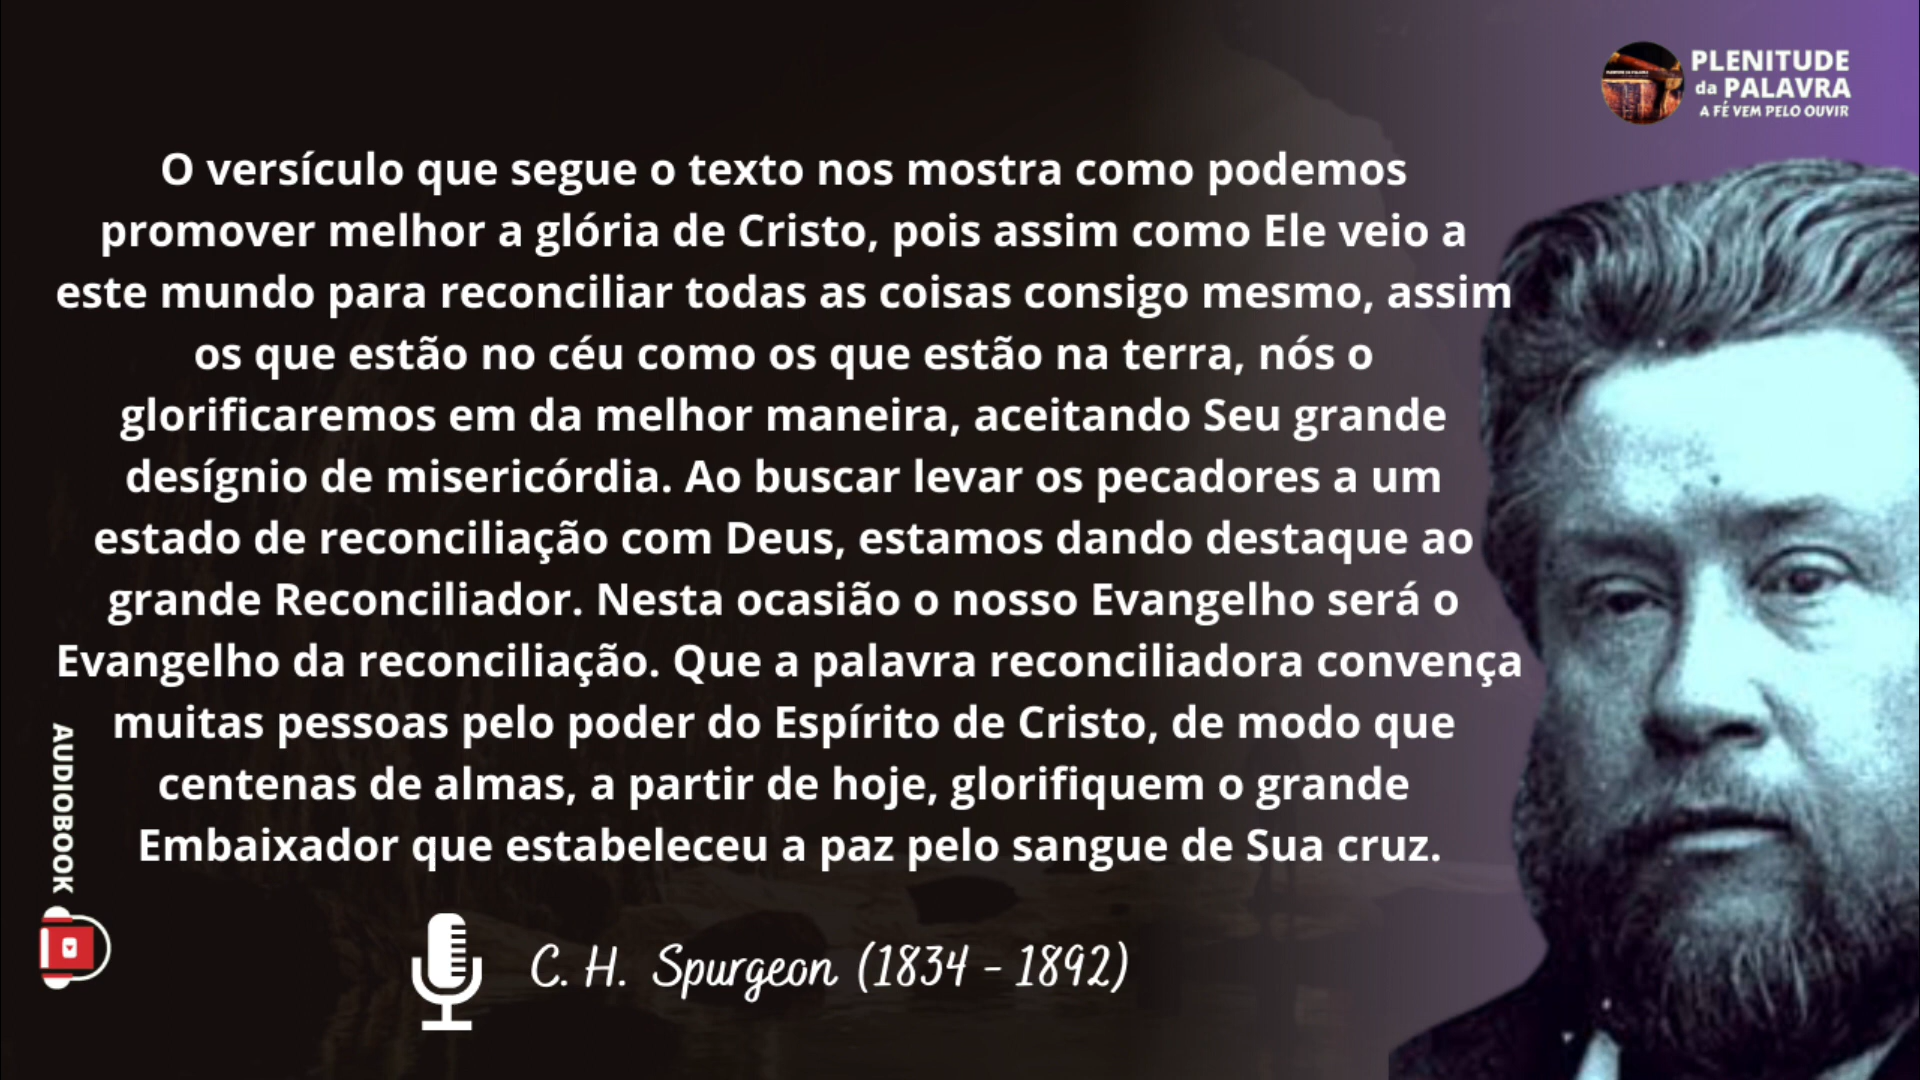 PLENITUDE
da PALAVRA
A FÉ VEM PELO OUVIR
O versículo que segue o texto nos mostra como podemos
promover melhor a glória de Cristo, pois assim como Ele veio a
este mundo para reconciliar todas as coisas consigo mesmo, assim
os que estão no céu como os que estão na terra, nós o
glorificaremos em da melhor maneira, aceitando Seu grande
desígnio de misericórdia. Ao buscar levar os pecadores a um
estado de reconciliação com Deus, estamos dando destaque ao
grande Reconciliador. Nesta ocasião o nosso Evangelho será o
Evangelho da reconciliação. Que a palavra reconciliadora convença
muitas pessoas pelo poder do Espírito de Cristo, de modo que
centenas de almas, a partir de hoje, glorifiquem o grande
Embaixador que estabeleceu a paz pelo sangue de Sua cruz.
AUDIOBOOK
C. H. Spurgeon (1834 - 1892)